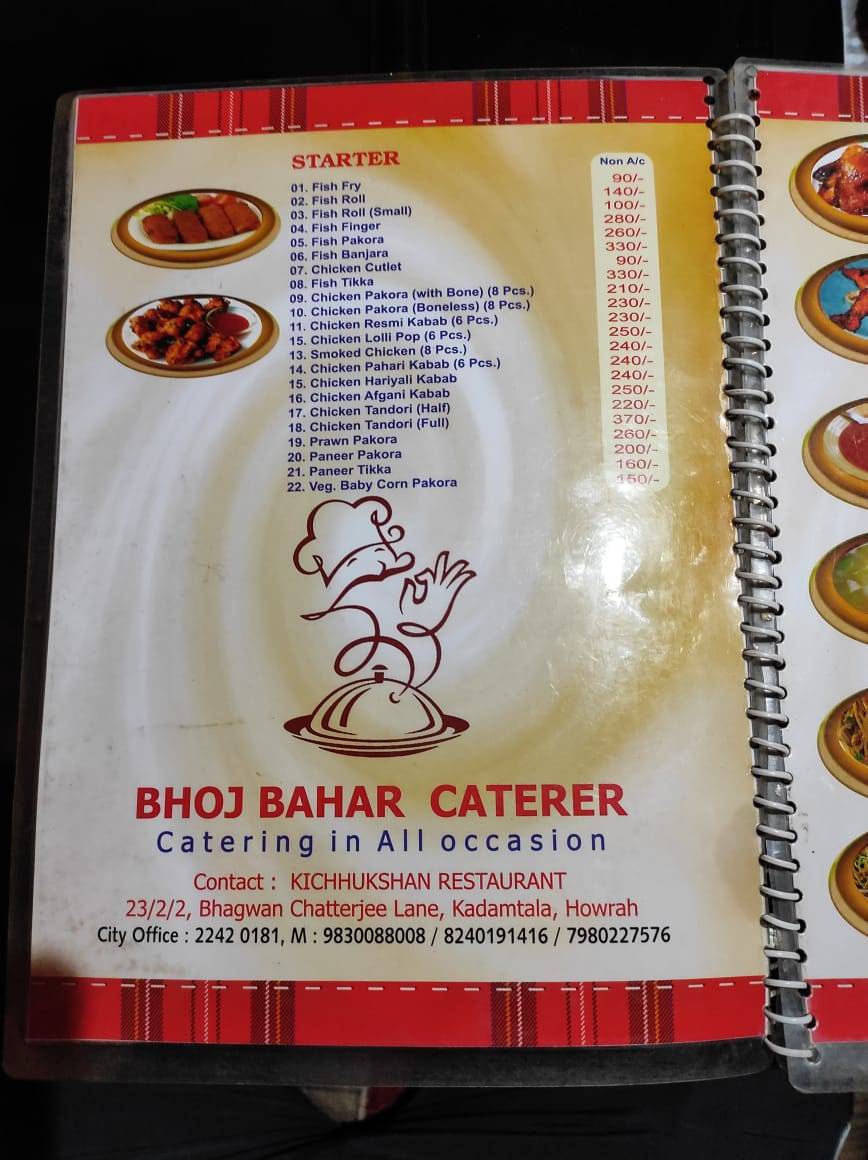 STARTER Non A/c
01. Fish Fry 90/-
02. Fish Roll 140/-
03. Fish Roll (Small) 100/-
04. Fish Finger 280/-
05. Fish Pakora 260/-
06. Fish Banjara 330/-
07. Chicken Cutlet 90/-
08. Fish Tikka 330/-
09. Chicken Pakora (with Bone) (8 Pcs.) 210/-
10. Chicken Pakora (Boneless) (8 Pcs.) 230/-
11. Chicken Resmi Kabab (6 Pcs.) 230/-
15. Chicken Lolli Pop (6 Pcs.) 250/-
13. Smoked Chicken (8 Pcs.) 240/-
14. Chicken Pahari Kabab (6 Pcs.) 240/-
15. Chicken Hariyali Kabab 240/-
16. Chicken Afgani Kabab 250/-
17. Chicken Tandori (Half) 220/-
18. Chicken Tandori (Full) 370/-
19. Prawn Pakora 260/-
20. Paneer Pakora 200/-
21. Paneer Tikka 160/-
22. Veg. Baby Corn Pakora 150/-
BHOJ BAHAR CATERER
Catering in All occasion
Contact : KICHHUKSHAN RESTAURANT
23/2/2, Bhagwan Chatterjee Lane, Kadamtala, Howrah
City Office : 2242 0181, M : 9830088008 / 8240191416 / 7980227576